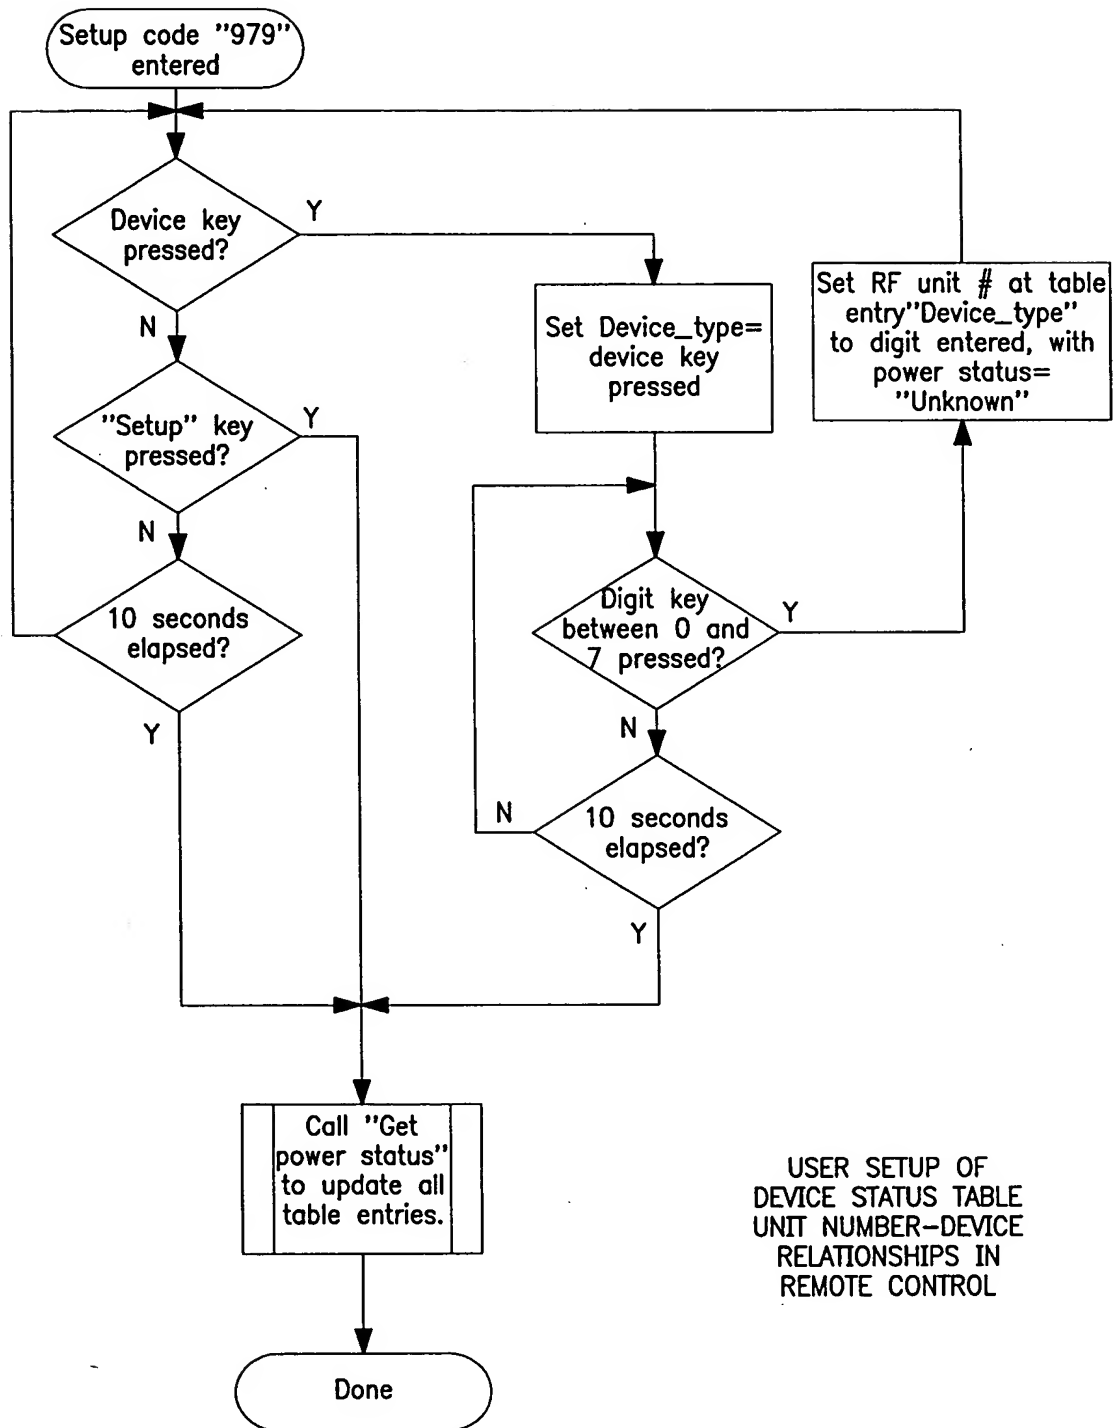 Setup code "979"
entered
Device key
pressed?
Y
N
"Setup" key
pressed?
Y
N
10 seconds
elapsed?
Y
Set Device_type=
device key
pressed
Set RF unit # at table
entry"Device_type"
to digit entered, with
power status=
"Unknown"
Digit key
between 0 and
7 pressed?
Y
N
10 seconds
elapsed?
N
Y
Call "Get
power status"
to update all
table entries.
Done
USER SETUP OF
DEVICE STATUS TABLE
UNIT NUMBER-DEVICE
RELATIONSHIPS IN
REMOTE CONTROL